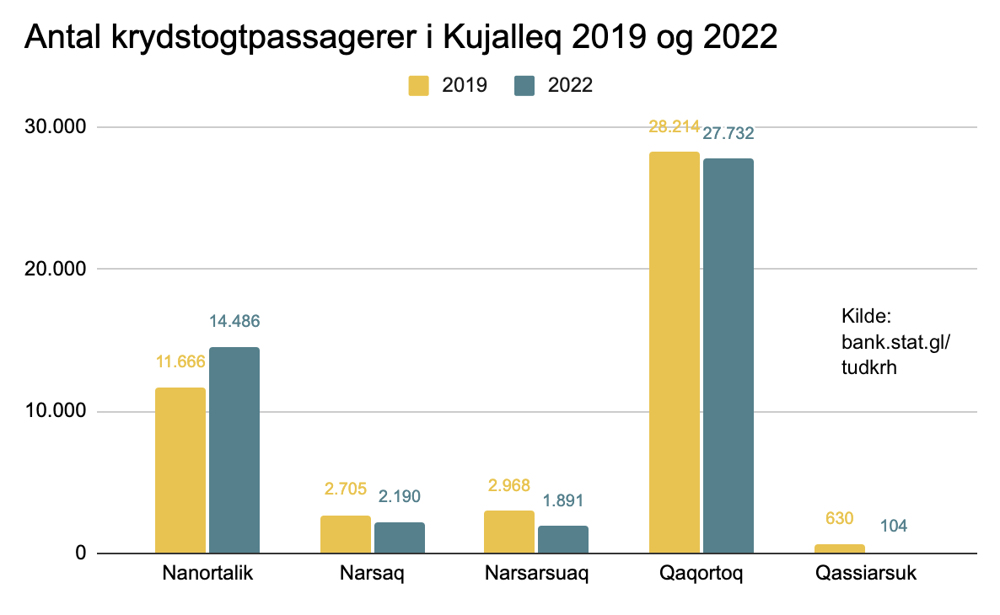 Antal krydstogtpassagerer i Kujalleq 2019 og 2022
2019 2022
30.000
28.214 27.732
20.000
Kilde:
bank.stat.gl/
tudkrh
14.486
11.666
10.000
2.705 2.190 2.968 1.891 630 104
0
Nanortalik Narsaq Narsarsuaq Qaqortoq Qassiarsuk